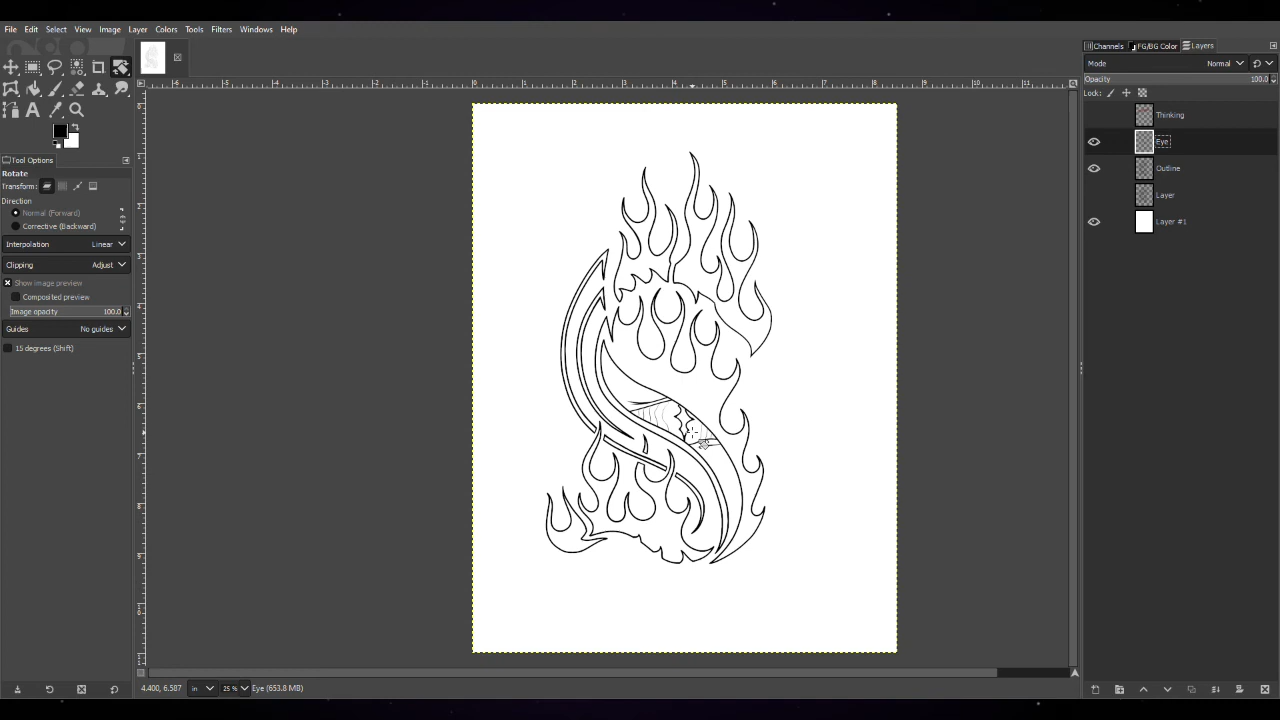 File Edit Select View Image Layer Colors Tools Filters Windows Help
Channels FG/BG Color Layers
Mode Normal
Opacity 100.0
Lock:
Thinking
Eye
Outline
Layer
Layer #1
Tool Options
Rotate
Transform:
Direction
Normal (Forward)
Corrective (Backward)
Interpolation Linear
Clipping Adjust
Show image preview
Composited preview
Image opacity 100.0
Guides No guides
15 degrees (Shift)
4.400, 6.587 in 25 % Eye (653.8 MB)